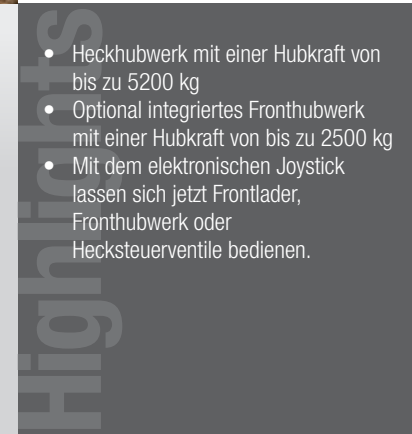 Highlights
• Heckhubwerk mit einer Hubkraft von
bis zu 5200 kg
• Optional integriertes Fronthubwerk
mit einer Hubkraft von bis zu 2500 kg
• Mit dem elektronischen Joystick
lassen sich jetzt Frontlader,
Fronthubwerk oder
Hecksteuerventile bedienen.